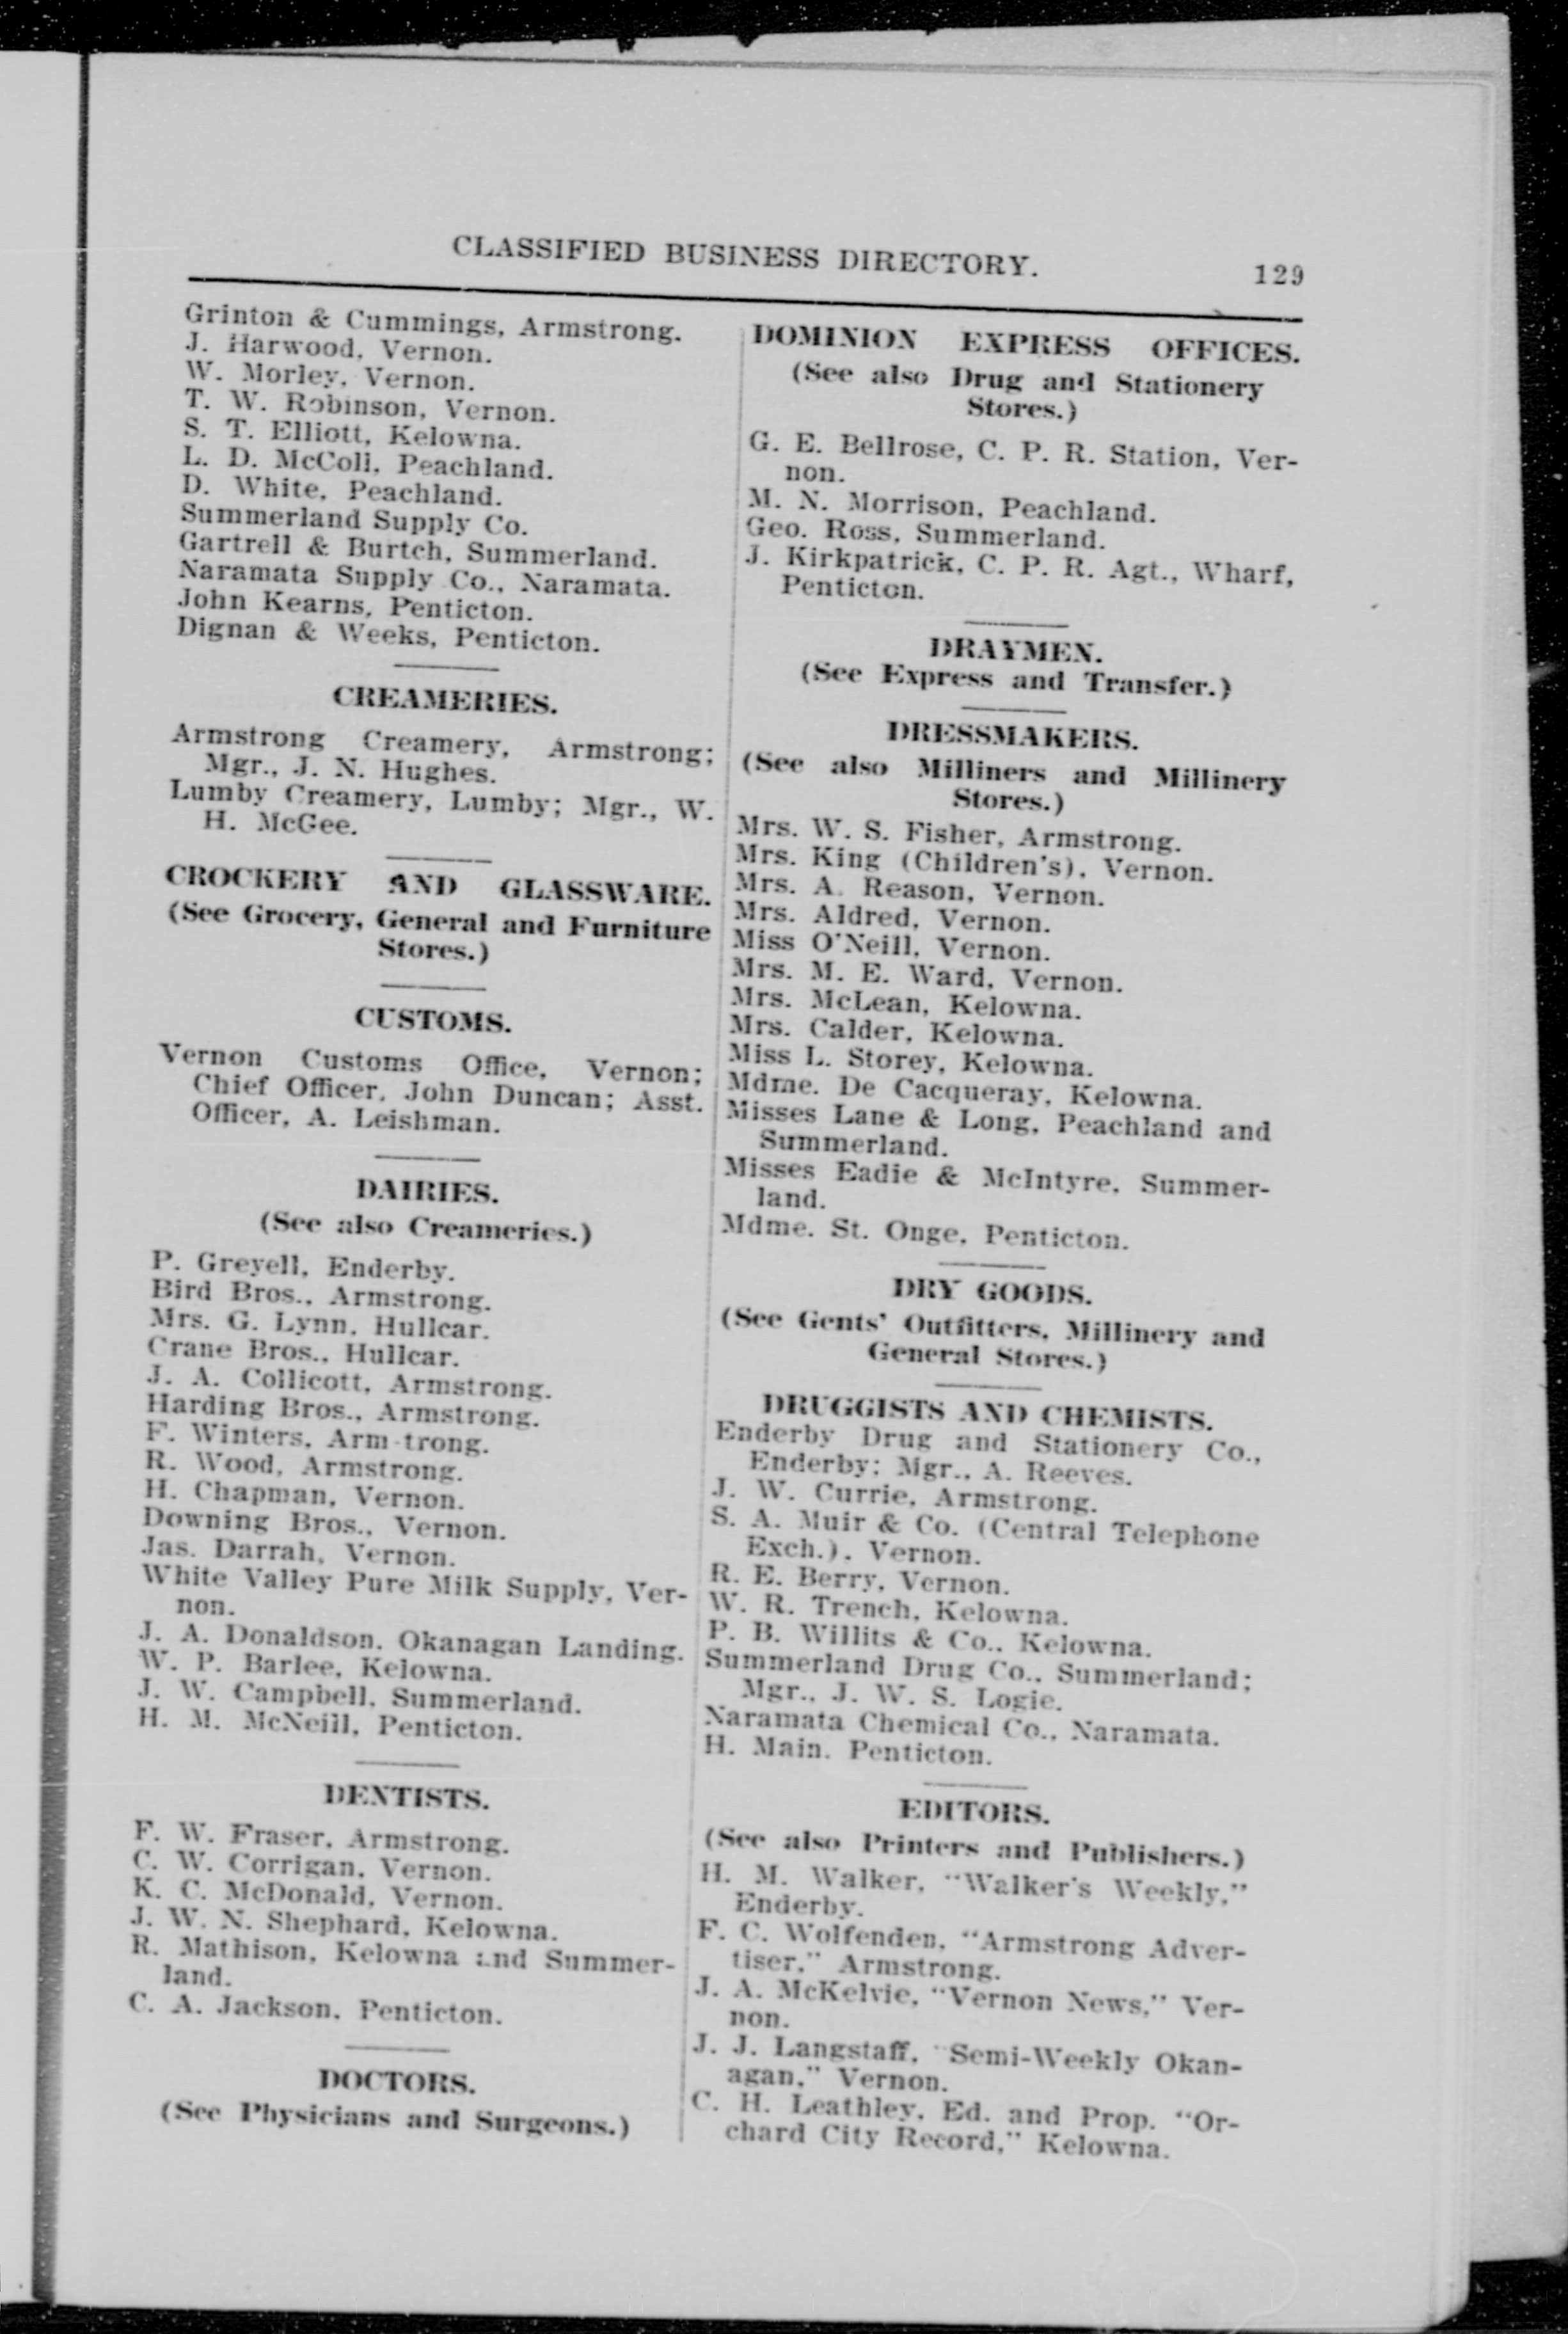 CLASSIFIED BUSINESS DIRECTORY.
129
Grinton & Cummings, Armstrong.
J. Harwood, Vernon.
W. Morley, Vernon.
T. W. Robinson, Vernon.
S. T. Elliott, Kelowna.
L. D. McColl, Peachland.
D. White, Peachland.
Summerland Supply Co.
Gartrell & Burtch, Summerland.
Naramata Supply Co., Naramata.
John Kearns, Penticton.
Dignan & Weeks, Penticton.
CREAMERIES.
Armstrong Creamery, Armstrong;
Mgr., J. N. Hughes.
Lumby Creamery, Lumby; Mgr., W.
H. McGee.
CROCKERY AND GLASSWARE.
(See Grocery, General and Furniture
Stores.)
CUSTOMS.
Vernon Customs Office, Vernon;
Chief Officer, John Duncan; Asst.
Officer, A. Leishman.
DAIRIES.
(See also Creameries.)
P. Greyell, Enderby.
Bird Bros., Armstrong.
Mrs. G. Lynn, Hullcar.
Crane Bros., Hullcar.
J. A. Collicott, Armstrong.
Harding Bros., Armstrong.
F. Winters, Arm trong.
R. Wood, Armstrong.
H. Chapman, Vernon.
Downing Bros., Vernon.
Jas. Darrah, Vernon.
White Valley Pure Milk Supply, Ver-
non.
J. A. Donaldson, Okanagan Landing.
W. P. Barlee, Kelowna.
J. W. Campbell, Summerland.
H. M. McNeill, Penticton.
DENTISTS.
F. W. Fraser, Armstrong.
C. W. Corrigan, Vernon.
K. C. McDonald, Vernon.
J. W. N. Shephard, Kelowna.
R. Mathison, Kelowna and Summer-
land.
C. A. Jackson, Penticton.
DOCTORS.
(See Physicians and Surgeons.)
DOMINION EXPRESS OFFICES.
(See also Drug and Stationery
Stores.)
G. E. Bellrose, C. P. R. Station, Ver-
non.
M. N. Morrison, Peachland.
Geo. Ross, Summerland.
J. Kirkpatrick, C. P. R. Agt., Wharf,
Penticton.
DRAYMEN.
(See Express and Transfer.)
DRESSMAKERS.
(See also Milliners and Millinery
Stores.)
Mrs. W. S. Fisher, Armstrong.
Mrs. King (Children's), Vernon.
Mrs. A. Reason, Vernon.
Mrs. Aldred, Vernon.
Miss O'Neill, Vernon.
Mrs. M. E. Ward, Vernon.
Mrs. McLean, Kelowna.
Mrs. Calder, Kelowna.
Miss L. Storey, Kelowna.
Mdme. De Cacqueray, Kelowna.
Misses Lane & Long, Peachland and
Summerland.
Misses Eadie & McIntyre, Summer-
land.
Mdme. St. Onge, Penticton.
DRY GOODS.
(See Gents' Outfitters, Millinery and
General Stores.)
DRUGGISTS AND CHEMISTS.
Enderby Drug and Stationery Co.,
Enderby; Mgr., A. Reeves.
J. W. Currie, Armstrong.
S. A. Muir & Co. (Central Telephone
Exch.), Vernon.
R. E. Berry, Vernon.
W. R. Trench, Kelowna.
P. B. Willits & Co., Kelowna.
Summerland Drug Co., Summerland;
Mgr., J. W. S. Logie.
Naramata Chemical Co., Naramata.
H. Main, Penticton.
EDITORS.
(See also Printers and Publishers.)
H. M. Walker, "Walker's Weekly,"
Enderby.
F. C. Wolfenden, "Armstrong Adver-
tiser," Armstrong.
J. A. McKelvie, "Vernon News," Ver-
non.
J. J. Langstaff, "Semi-Weekly Okan-
agan," Vernon.
C. H. Leathley, Ed. and Prop. "Or-
chard City Record," Kelowna.